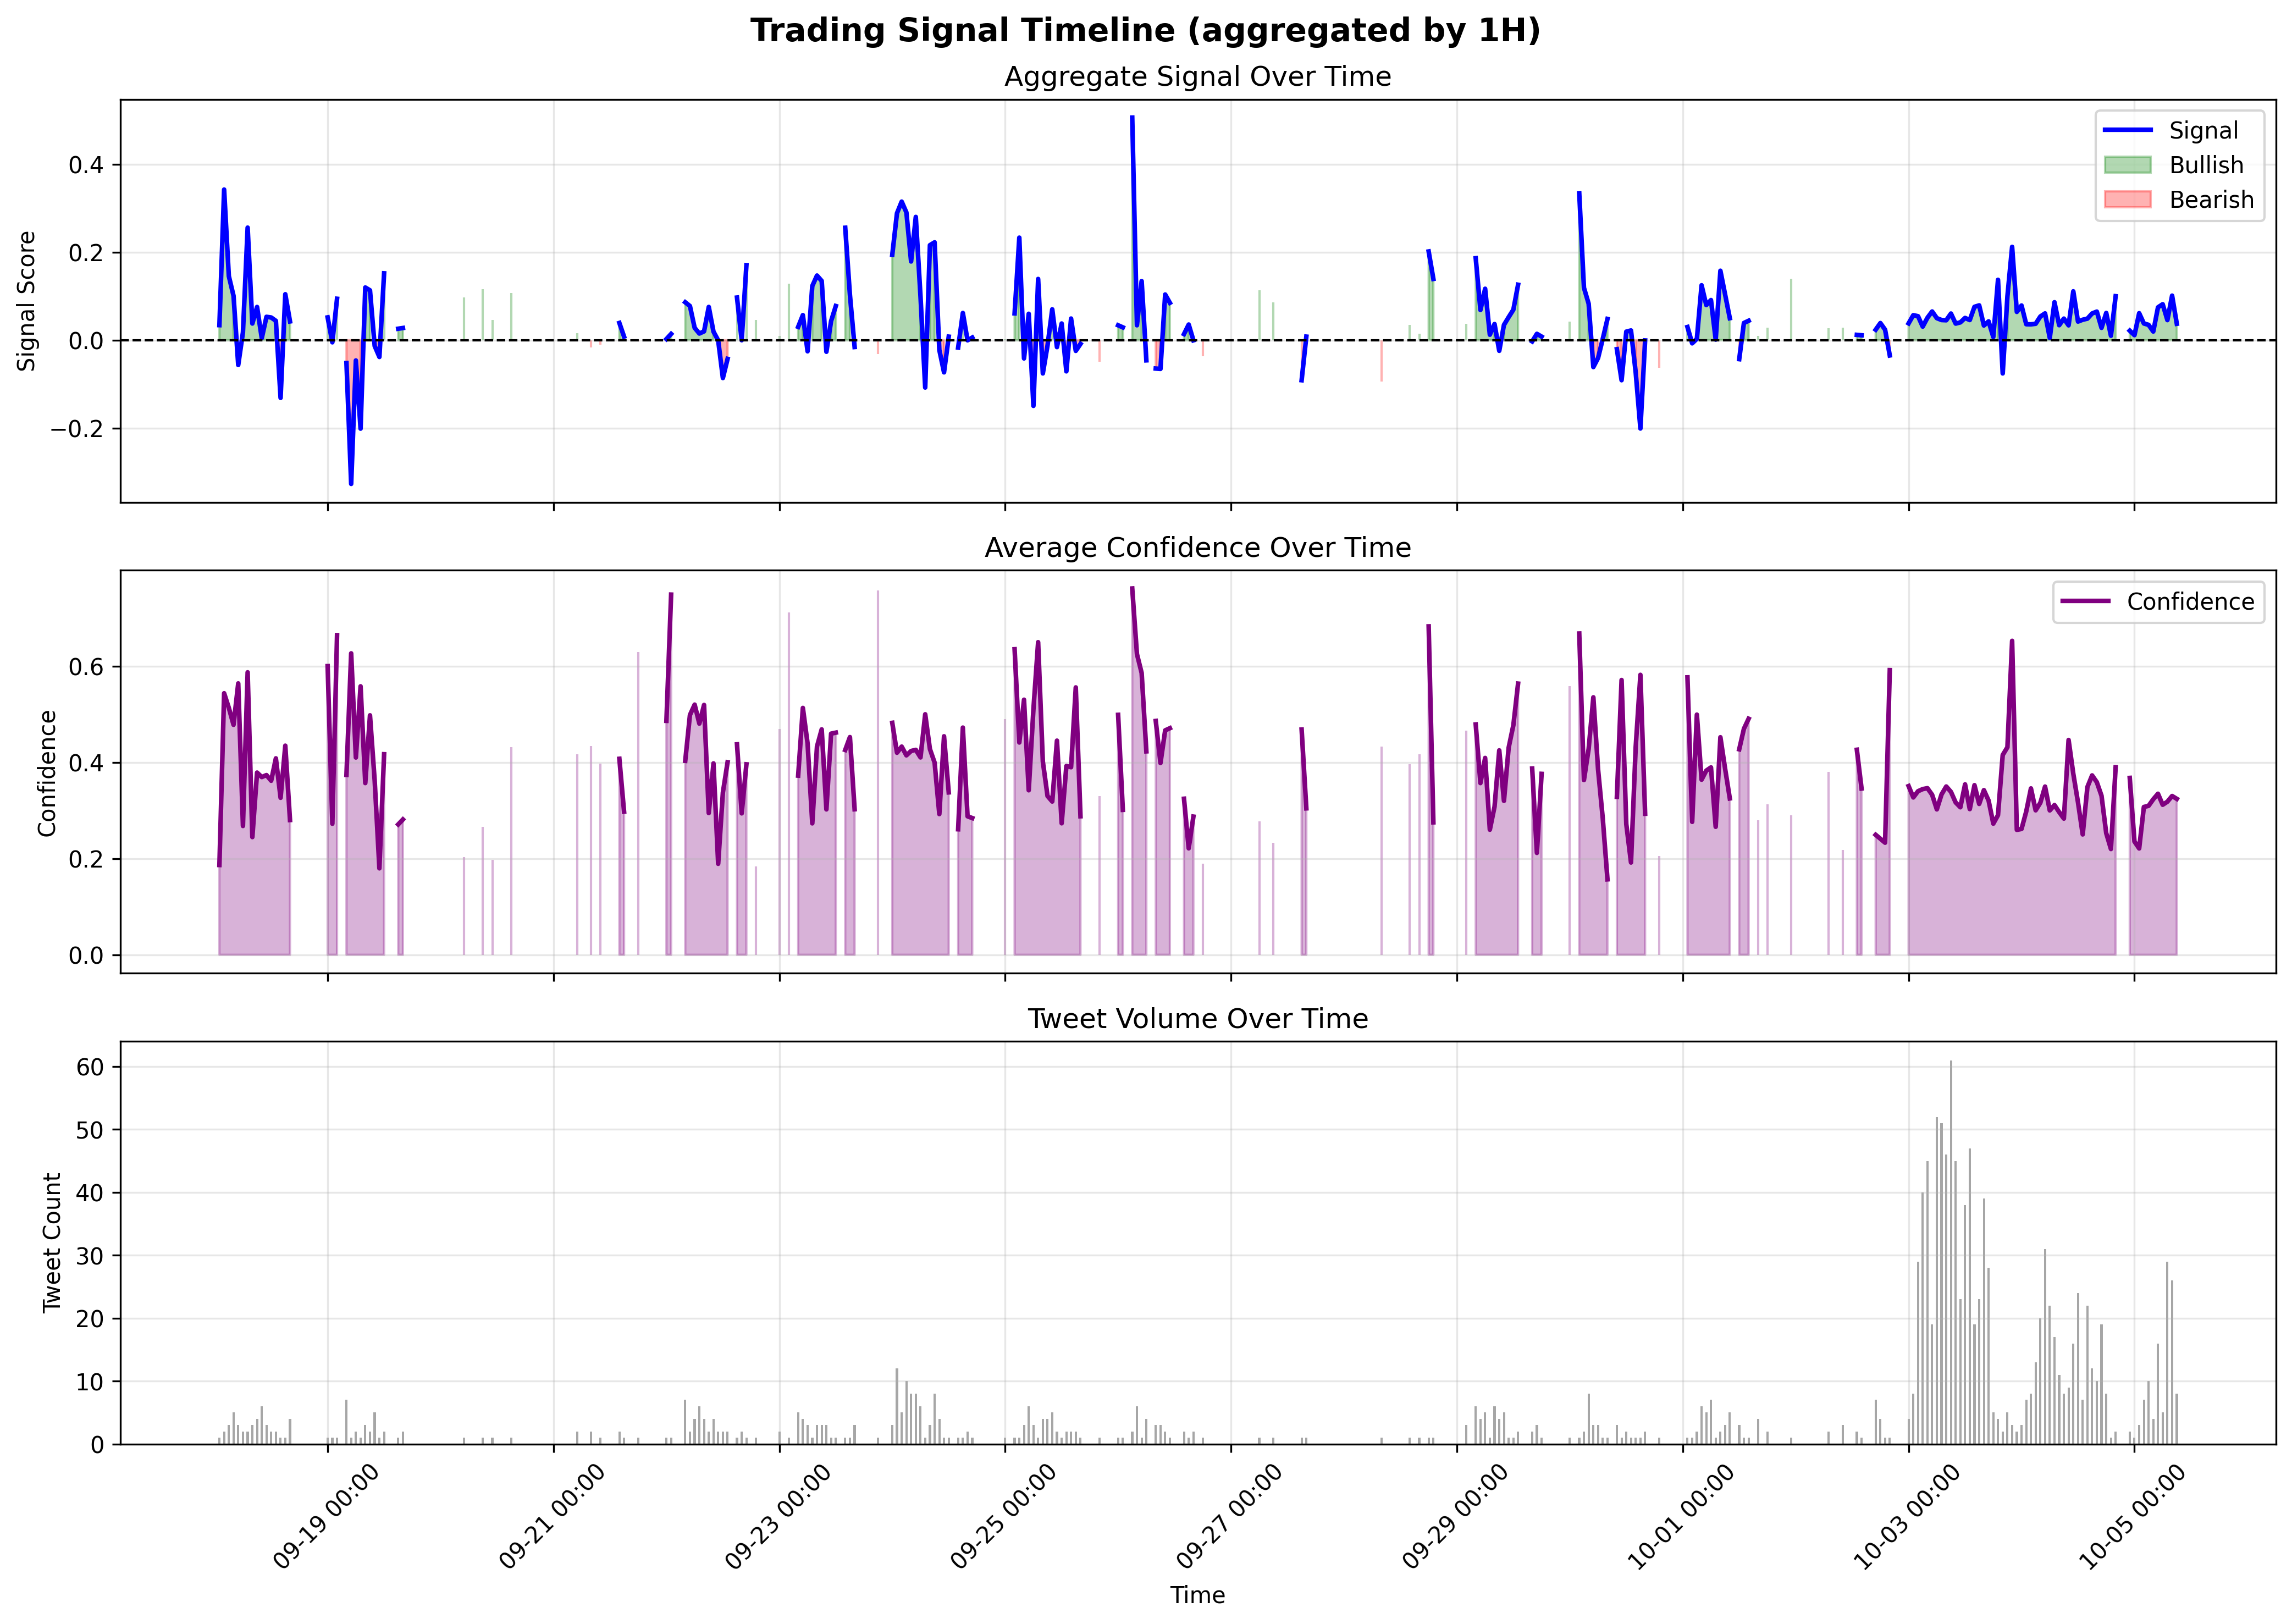 Trading Signal Timeline (aggregated by 1H)
Aggregate Signal Over Time
Signal Score
0.4
0.2
0.0
−0.2
Signal
Bullish
Bearish
Average Confidence Over Time
Confidence
0.6
0.4
0.2
0.0
Confidence
Tweet Volume Over Time
Tweet Count
60
50
40
30
20
10
0
09-19 00:00
09-21 00:00
09-23 00:00
09-25 00:00
09-27 00:00
09-29 00:00
10-01 00:00
10-03 00:00
10-05 00:00
Time